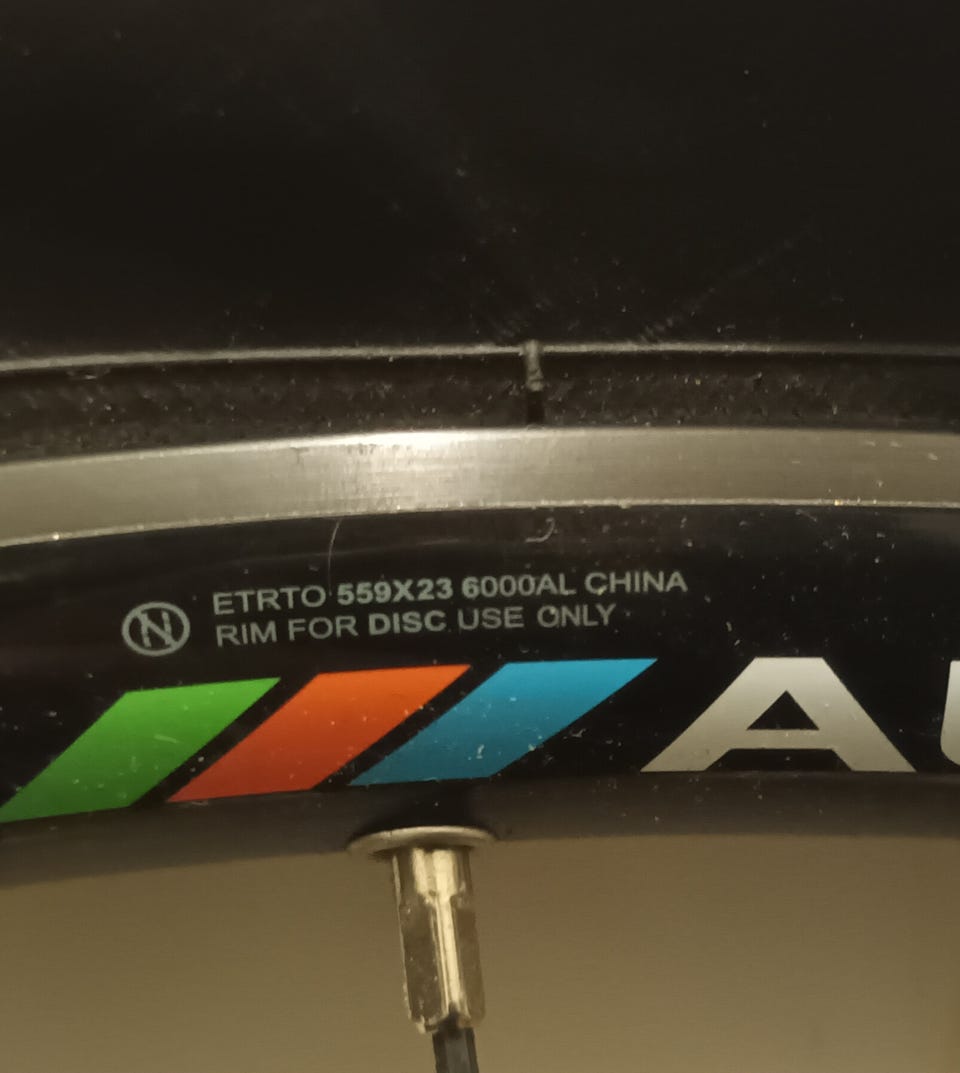 N
ETRTO 559X23 6000AL CHINA
RIM FOR DISC USE ONLY